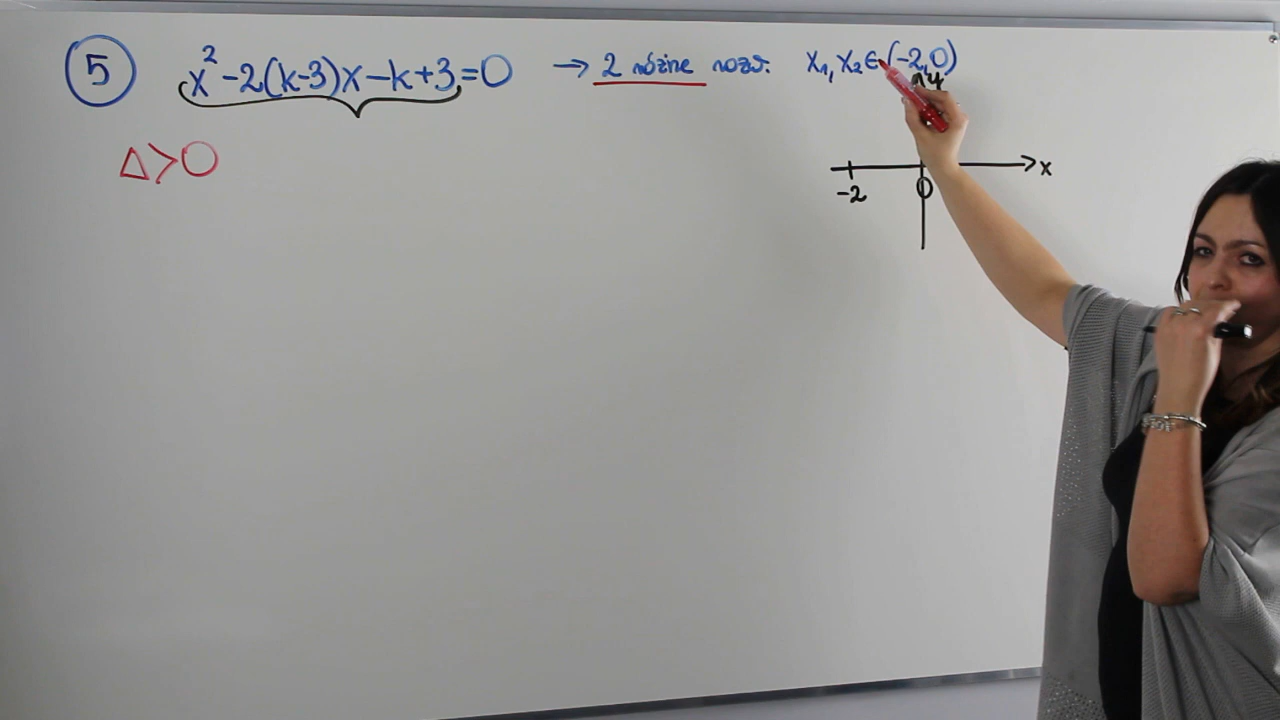 5 x²-2(k-3)x-k+3=0 → 2 różne rozw. x₁, x₂ ∈ (-2,0)
Δ>0
x
-2 0